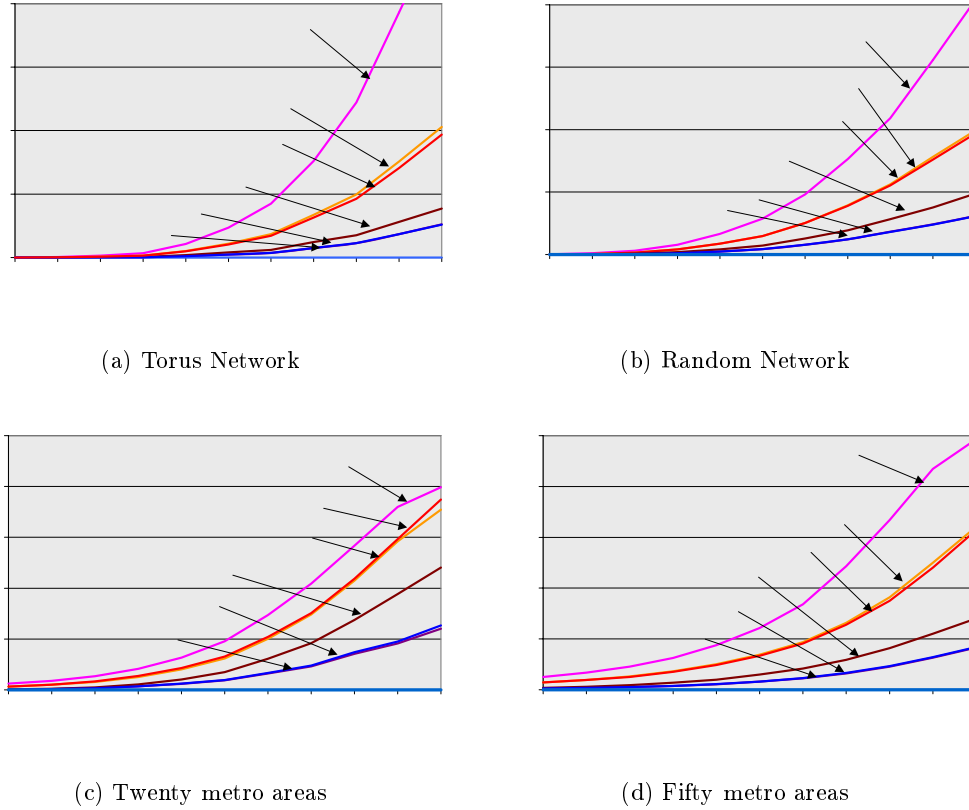 (a) Torus Network
(b) Random Network
(c) Twenty metro areas
(d) Fifty metro areas